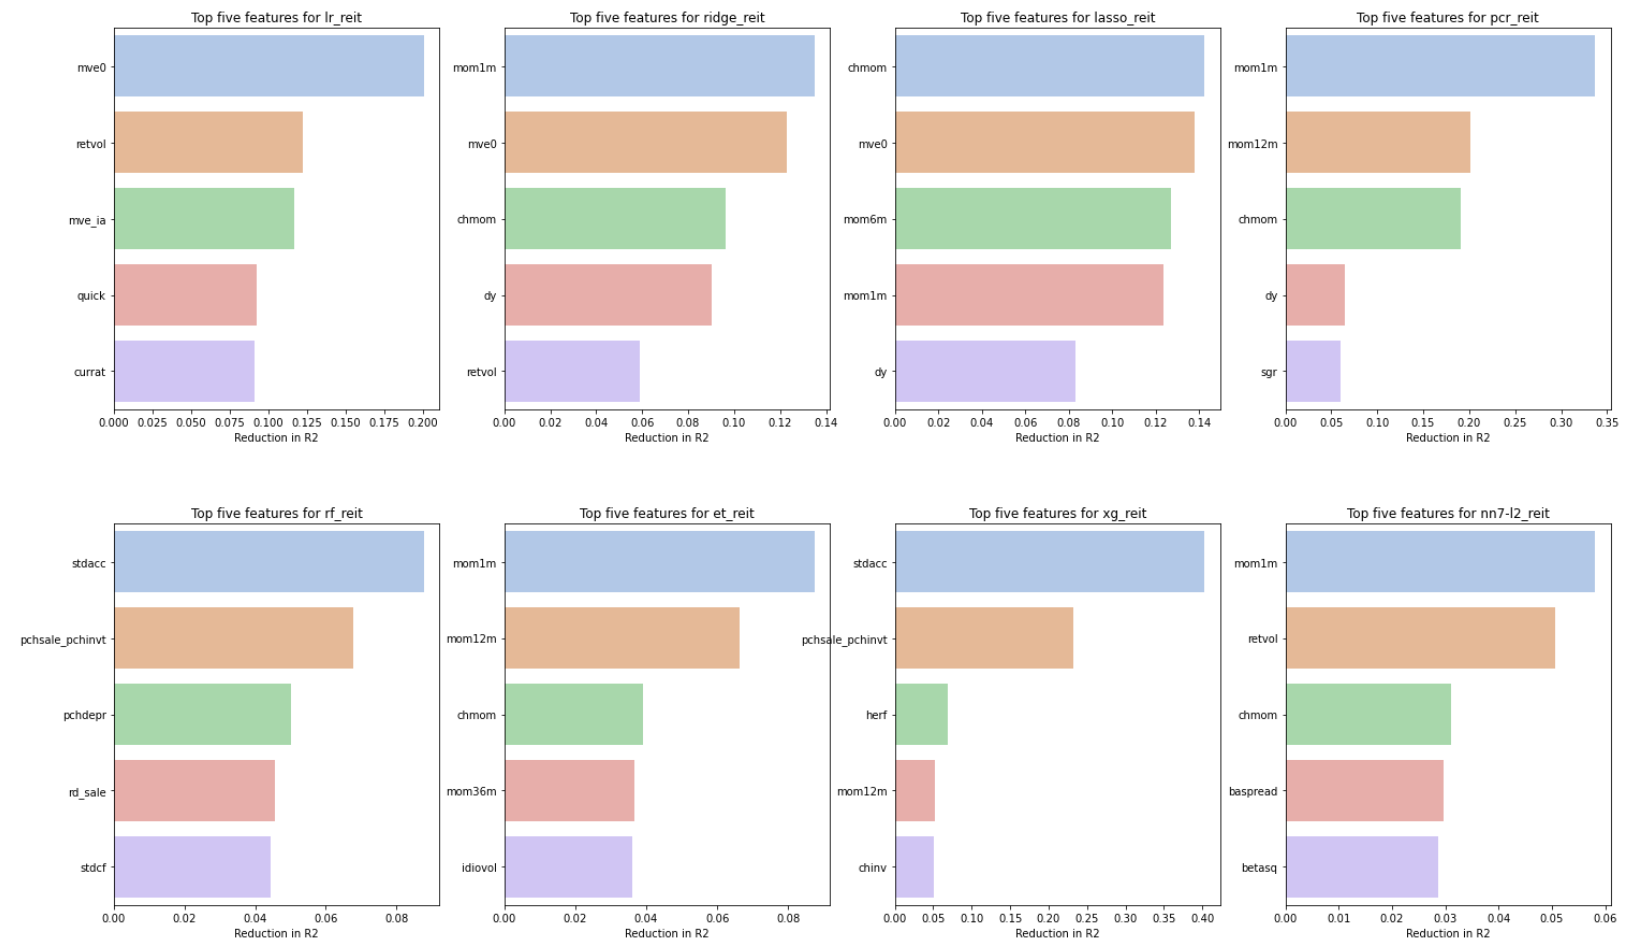 Top five features for lr_reit
mve0
retvol
mve_ia
quick
currat
0.000 0.025 0.050 0.075 0.100 0.125 0.150 0.175 0.200
Reduction in R2
Top five features for ridge_reit
mom1m
mve0
chmom
dy
retvol
0.00 0.02 0.04 0.06 0.08 0.10 0.12 0.14
Reduction in R2
Top five features for lasso_reit
chmom
mve0
mom6m
mom1m
dy
0.00 0.02 0.04 0.06 0.08 0.10 0.12 0.14
Reduction in R2
Top five features for pcr_reit
mom1m
mom12m
chmom
dy
sgr
0.00 0.05 0.10 0.15 0.20 0.25 0.30 0.35
Reduction in R2
Top five features for rf_reit
stdacc
pchsale_pchinvt
pchdepr
rd_sale
stdcf
0.00 0.02 0.04 0.06 0.08
Reduction in R2
Top five features for et_reit
mom1m
mom12m
chmom
mom36m
idiovol
0.00 0.02 0.04 0.06 0.08
Reduction in R2
Top five features for xg_reit
stdacc
pchsale_pchinvt
herf
mom12m
chinv
0.00 0.05 0.10 0.15 0.20 0.25 0.30 0.35 0.40
Reduction in R2
Top five features for nn7-l2_reit
mom1m
retvol
chmom
baspread
betasq
0.00 0.01 0.02 0.03 0.04 0.05 0.06
Reduction in R2